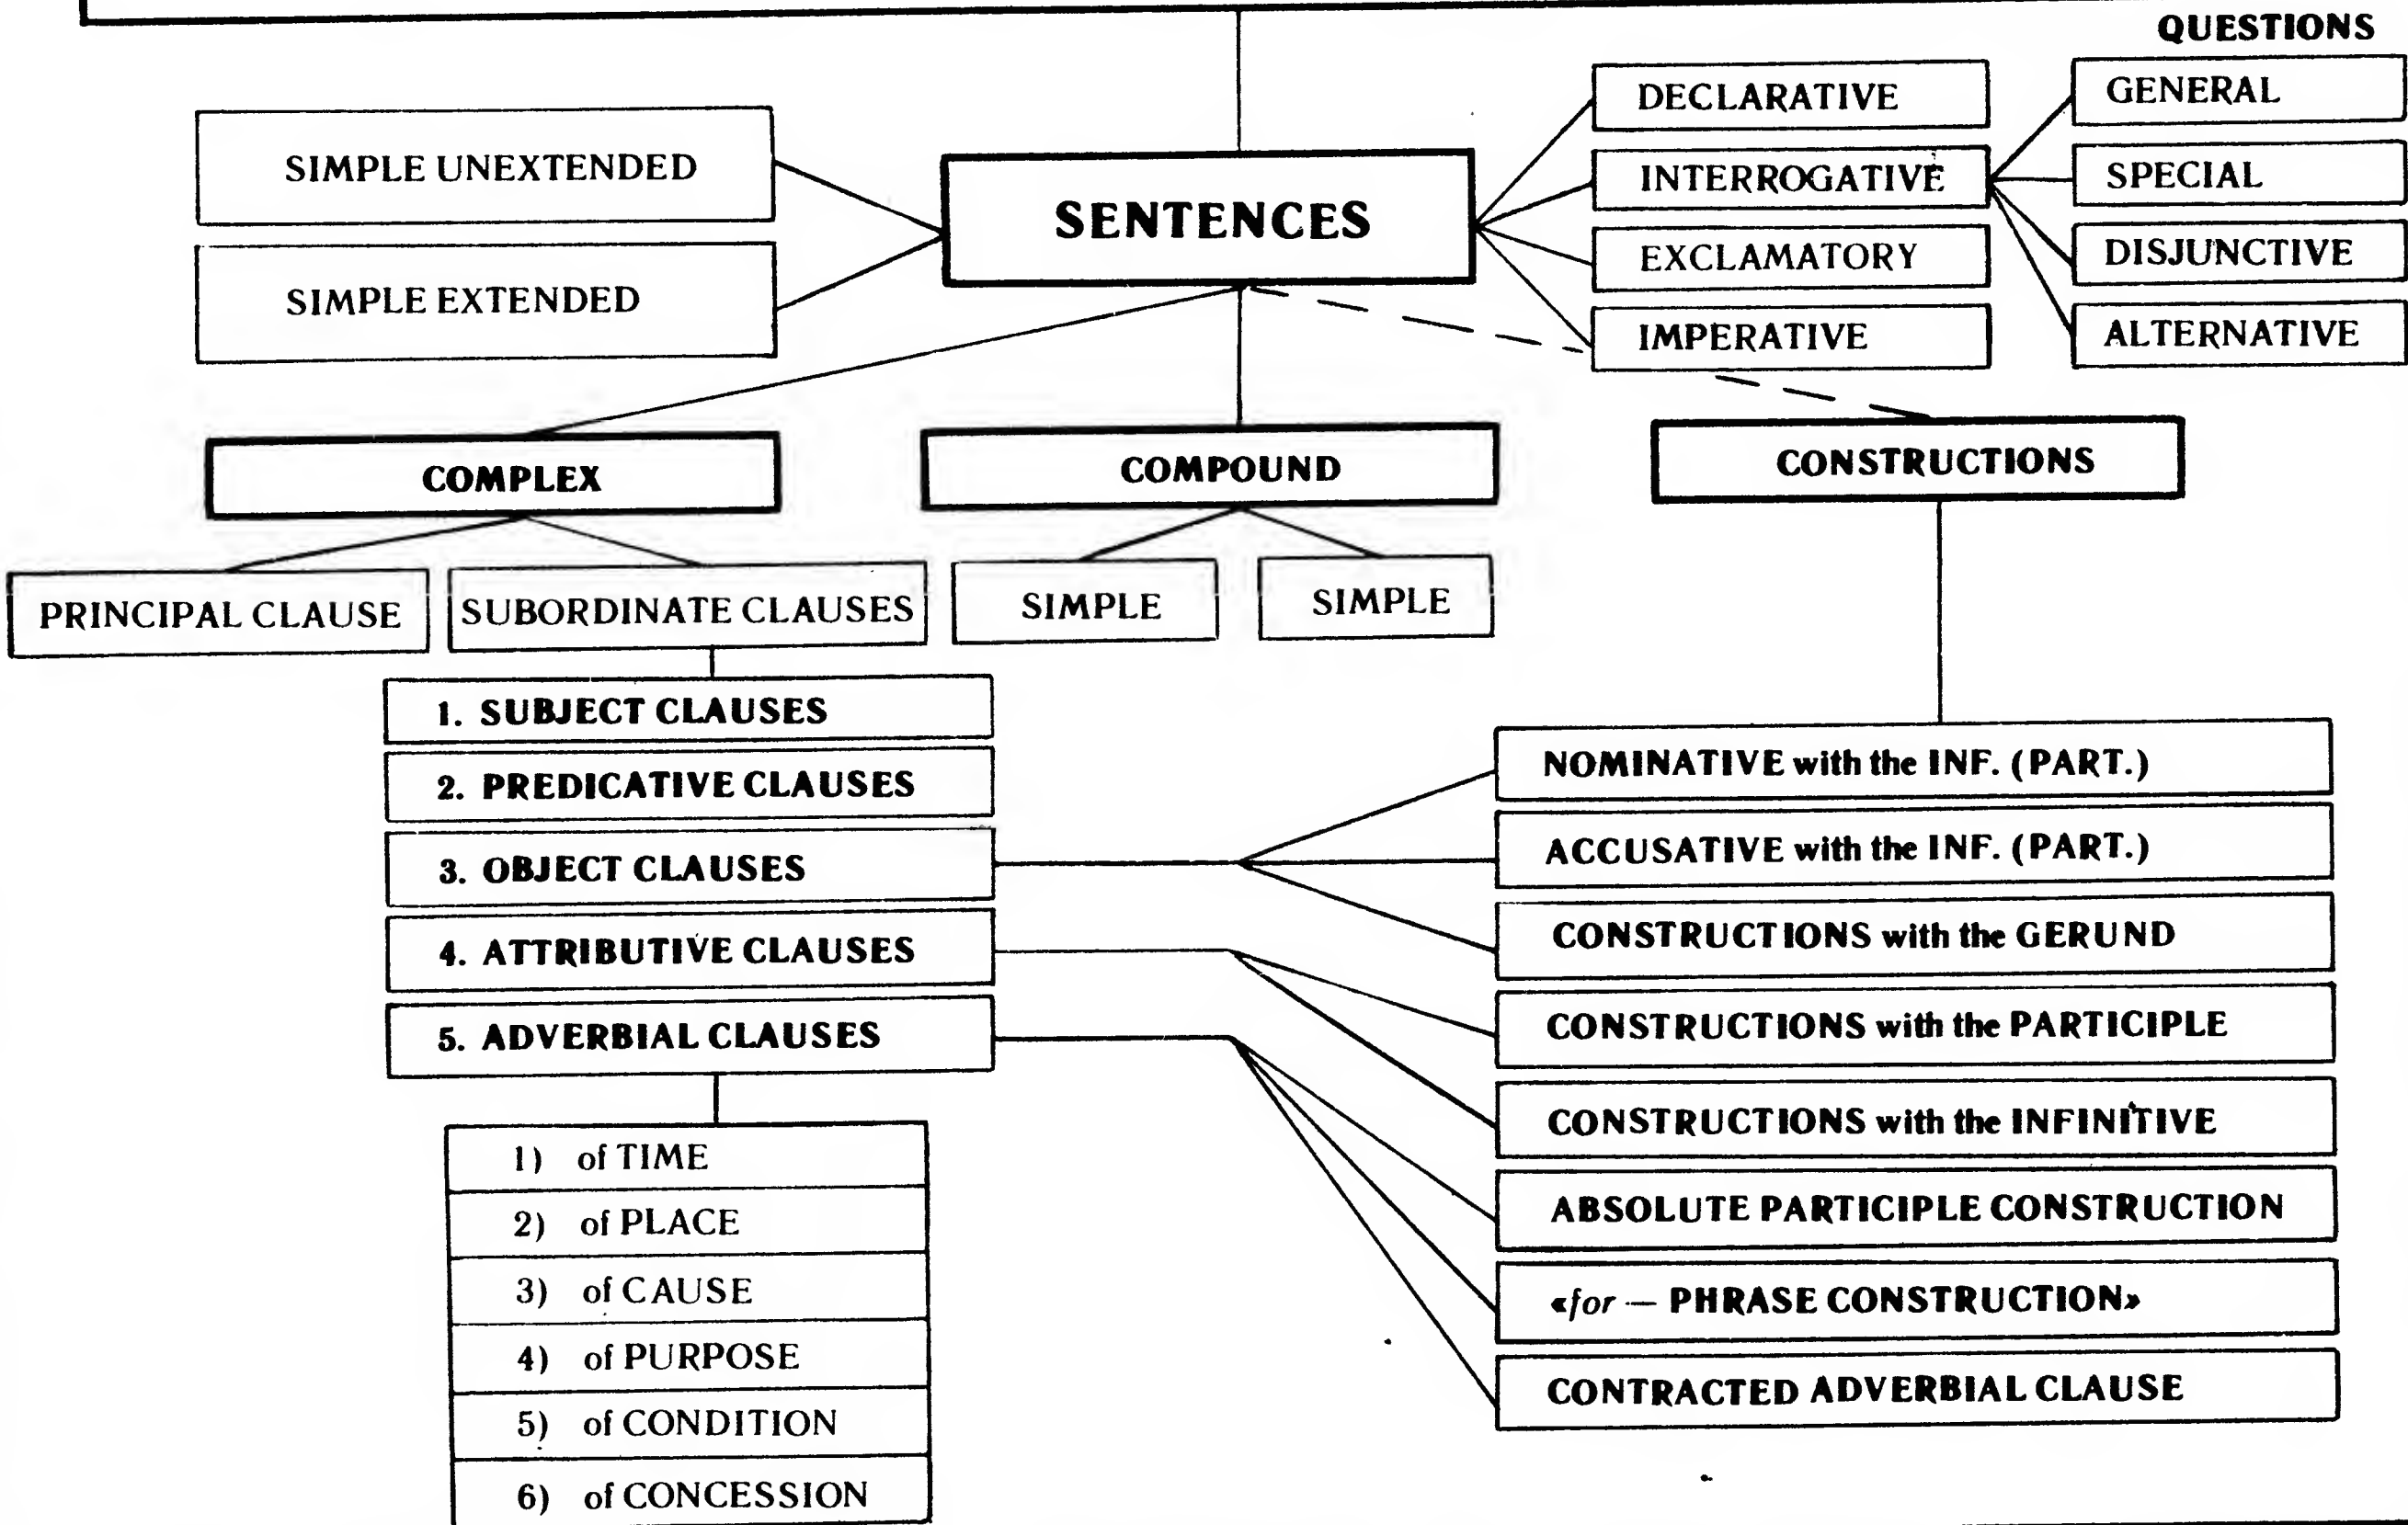 QUESTIONS
SIMPLE UNEXTENDED
SIMPLE EXTENDED
SENTENCES
DECLARATIVE
INTERROGATIVE
EXCLAMATORY
IMPERATIVE
GENERAL
SPECIAL
DISJUNCTIVE
ALTERNATIVE
COMPLEX
COMPOUND
CONSTRUCTIONS
PRINCIPAL CLAUSE
SUBORDINATE CLAUSES
SIMPLE
SIMPLE
1. SUBJECT CLAUSES
2. PREDICATIVE CLAUSES
3. OBJECT CLAUSES
4. ATTRIBUTIVE CLAUSES
5. ADVERBIAL CLAUSES
1) of TIME
2) of PLACE
3) of CAUSE
4) of PURPOSE
5) of CONDITION
6) of CONCESSION
NOMINATIVE with the INF. (PART.)
ACCUSATIVE with the INF. (PART.)
CONSTRUCTIONS with the GERUND
CONSTRUCTIONS with the PARTICIPLE
CONSTRUCTIONS with the INFINITIVE
ABSOLUTE PARTICIPLE CONSTRUCTION
«for — PHRASE CONSTRUCTION»
CONTRACTED ADVERBIAL CLAUSE